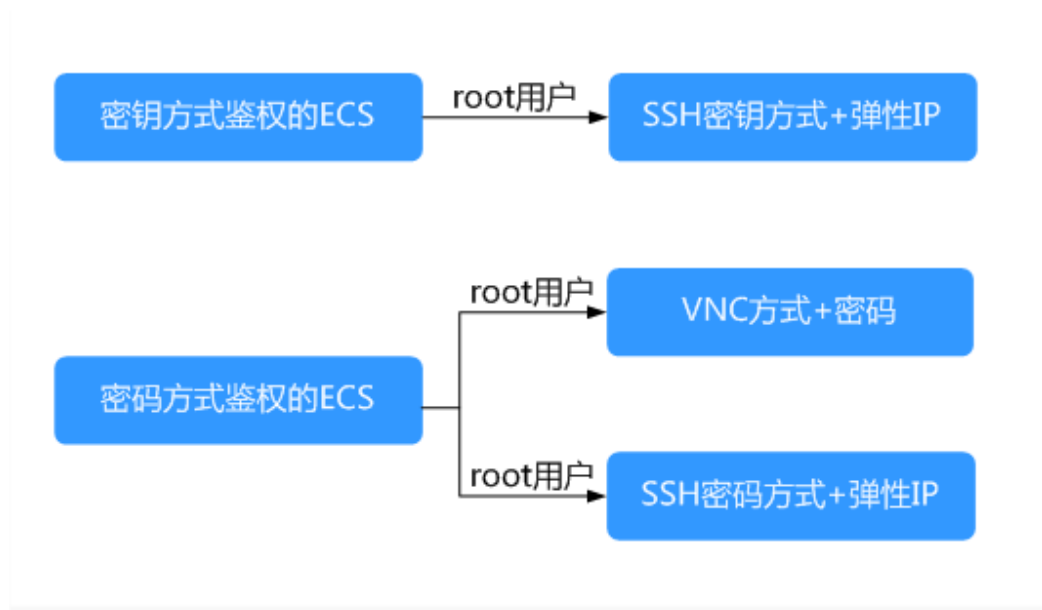 密钥方式鉴权的ECS
root用户
SSH密钥方式+弹性IP
密码方式鉴权的ECS
root用户
VNC方式+密码
root用户
SSH密码方式+弹性IP